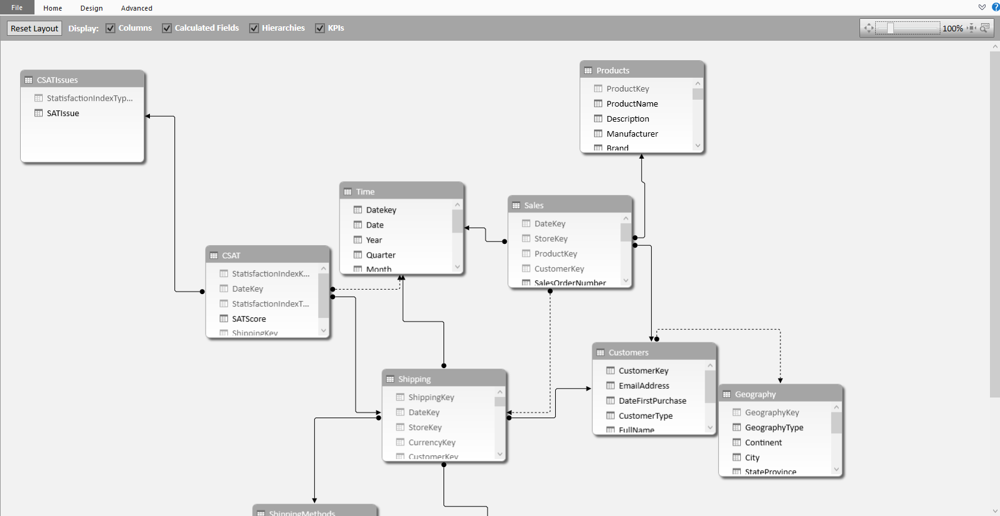 File Home Design Advanced
Reset Layout Display: Columns Calculated Fields Hierarchies KPIs 100%
CSATIssues
StatisfactionIndexTyp...
SATIssue
Products
ProductKey
ProductName
Description
Manufacturer
Brand
Time
Datekey
Date
Year
Quarter
Month
Sales
DateKey
StoreKey
ProductKey
CustomerKey
SalesOrderNumber
CSAT
StatisfactionIndexK...
DateKey
StatisfactionIndexT...
SATScore
ShippingKey
Shipping
ShippingKey
DateKey
StoreKey
CurrencyKey
CustomerKey
Customers
CustomerKey
EmailAddress
DateFirstPurchase
CustomerType
FullName
Geography
GeographyKey
GeographyType
Continent
City
StateProvince
ShippingMethods